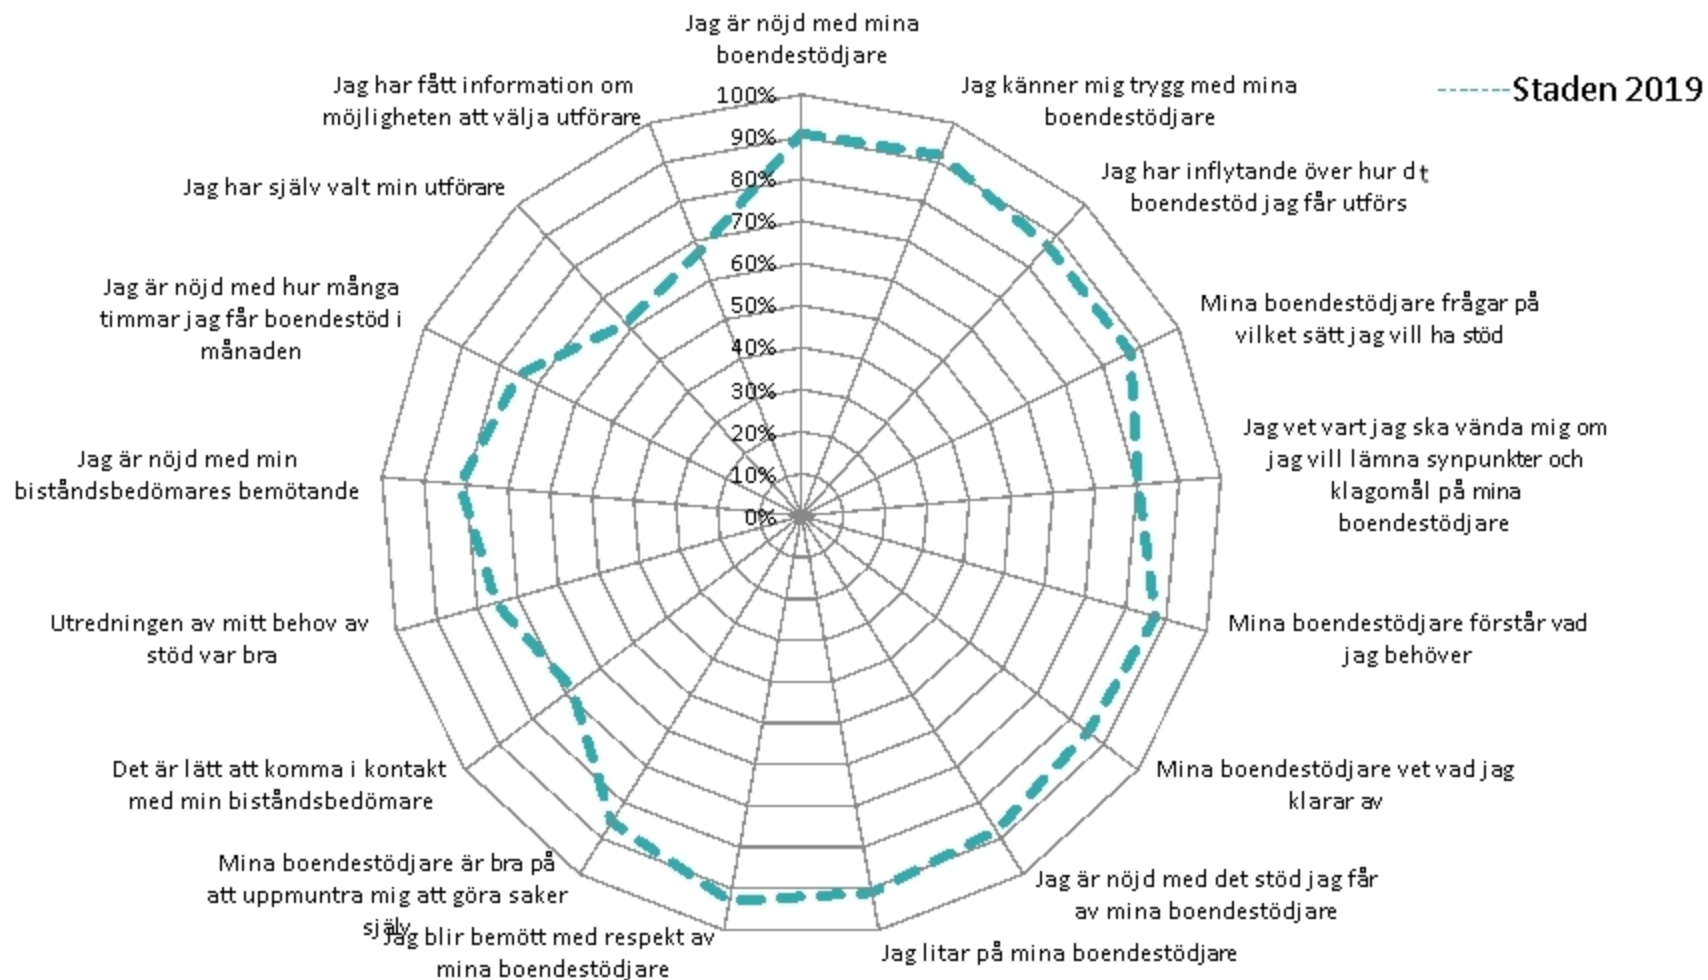 Jag är nöjd med mina
boendestödjare
Jag känner mig trygg med mina
boendestödjare
Jag har inflytande över hur dt
boendestöd jag får utförs
Mina boendestödjare frågar på
vilket sätt jag vill ha stöd
Jag vet vart jag ska vända mig om
jag vill lämna synpunkter och
klagomål på mina
boendestödjare
Mina boendestödjare förstår vad
jag behöver
Mina boendestödjare vet vad jag
klarar av
Jag är nöjd med det stöd jag får
av mina boendestödjare
Jag litar på mina boendestödjare
Jag blir bemött med respekt av
mina boendestödjare
Mina boendestödjare är bra på
att uppmuntra mig att göra saker
själv
Det är lätt att komma i kontakt
med min biståndsbedömare
Utredningen av mitt behov av
stöd var bra
Jag är nöjd med min
biståndsbedömares bemötande
Jag är nöjd med hur många
timmar jag får boendestöd i
månaden
Jag har själv valt min utförare
Jag har fått information om
möjligheten att välja utförare
100%
90%
80%
70%
60%
50%
40%
30%
20%
10%
0%
Staden 2019